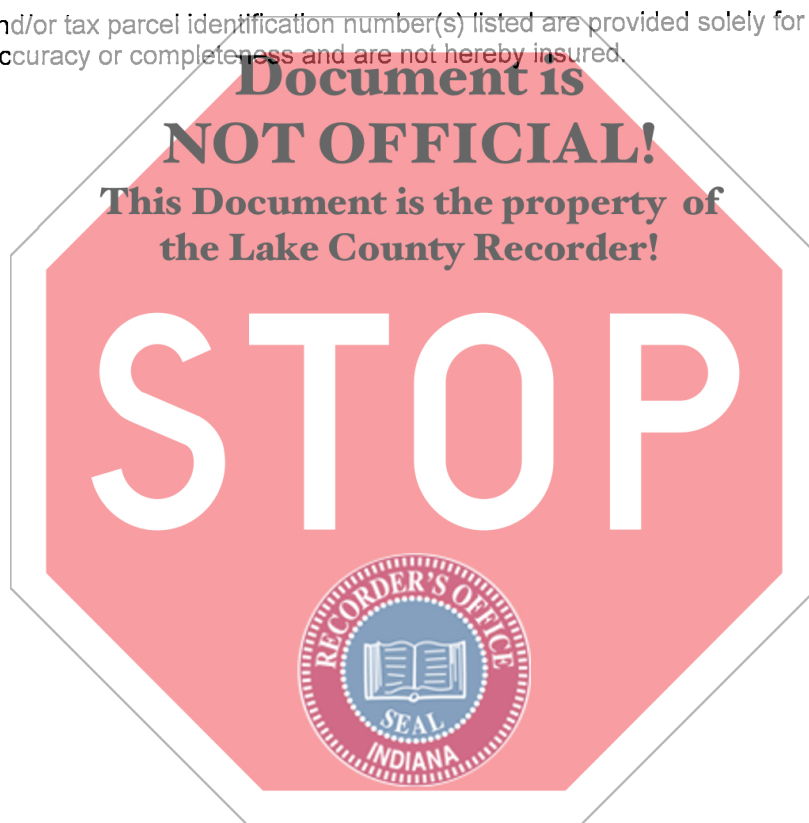 nd/or tax parcel identification number(s) listed are provided solely for
ccuracy or completeness and are not hereby insured.
Document is
NOT OFFICIAL!
This Document is the property of
the Lake County Recorder!
STOP
RECORDER'S OFFICE
SEAL
INDIANA